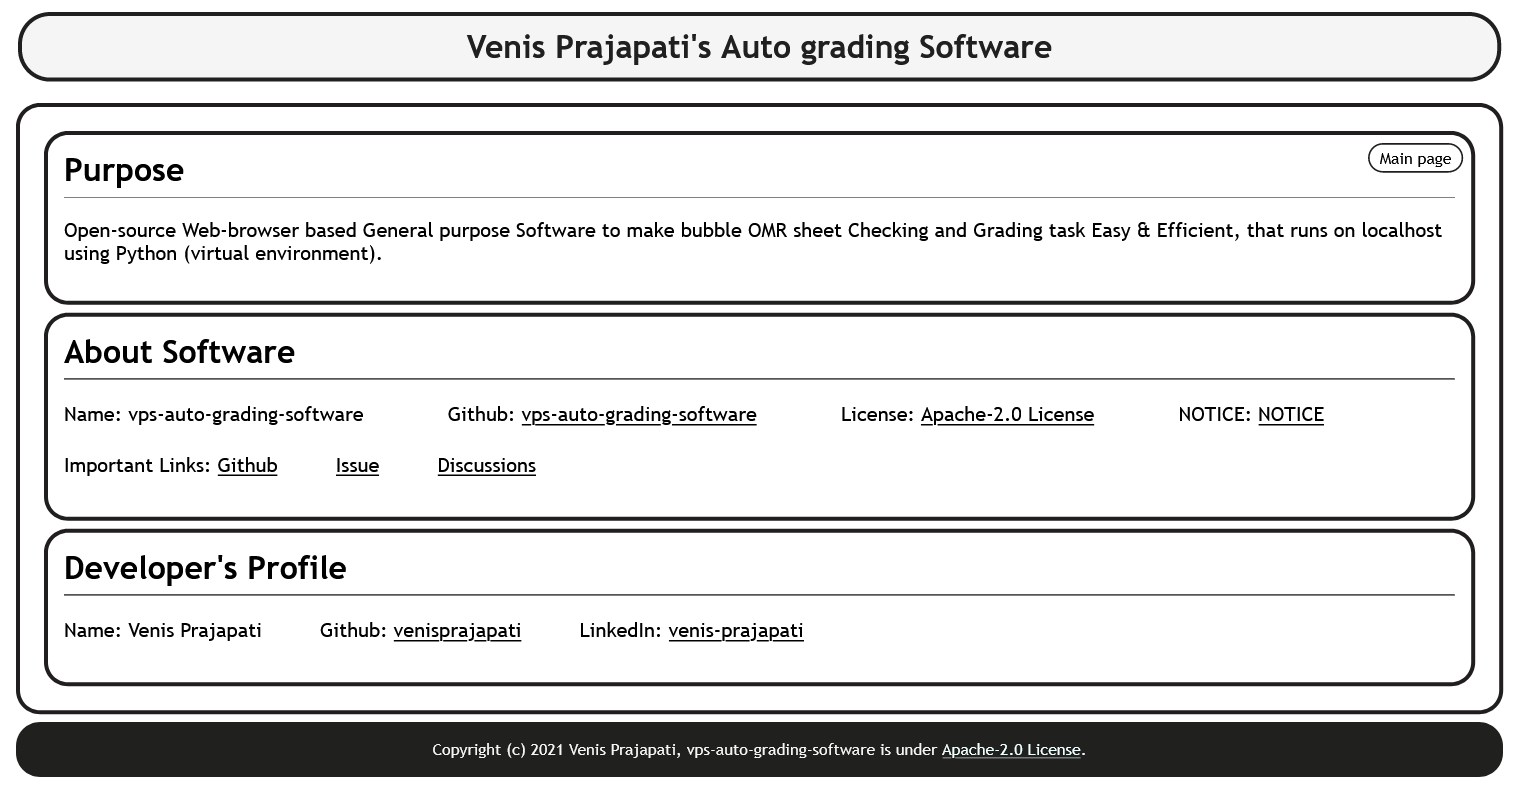 Venis Prajapati's Auto grading Software
Purpose
Main page
Open-source Web-browser based General purpose Software to make bubble OMR sheet Checking and Grading task Easy & Efficient, that runs on localhost
using Python (virtual environment).
About Software
Name: vps-auto-grading-software Github: vps-auto-grading-software License: Apache-2.0 License NOTICE: NOTICE
Important Links: Github Issue Discussions
Developer's Profile
Name: Venis Prajapati Github: venisprajapati LinkedIn: venis-prajapati
Copyright (c) 2021 Venis Prajapati, vps-auto-grading-software is under Apache-2.0 License.